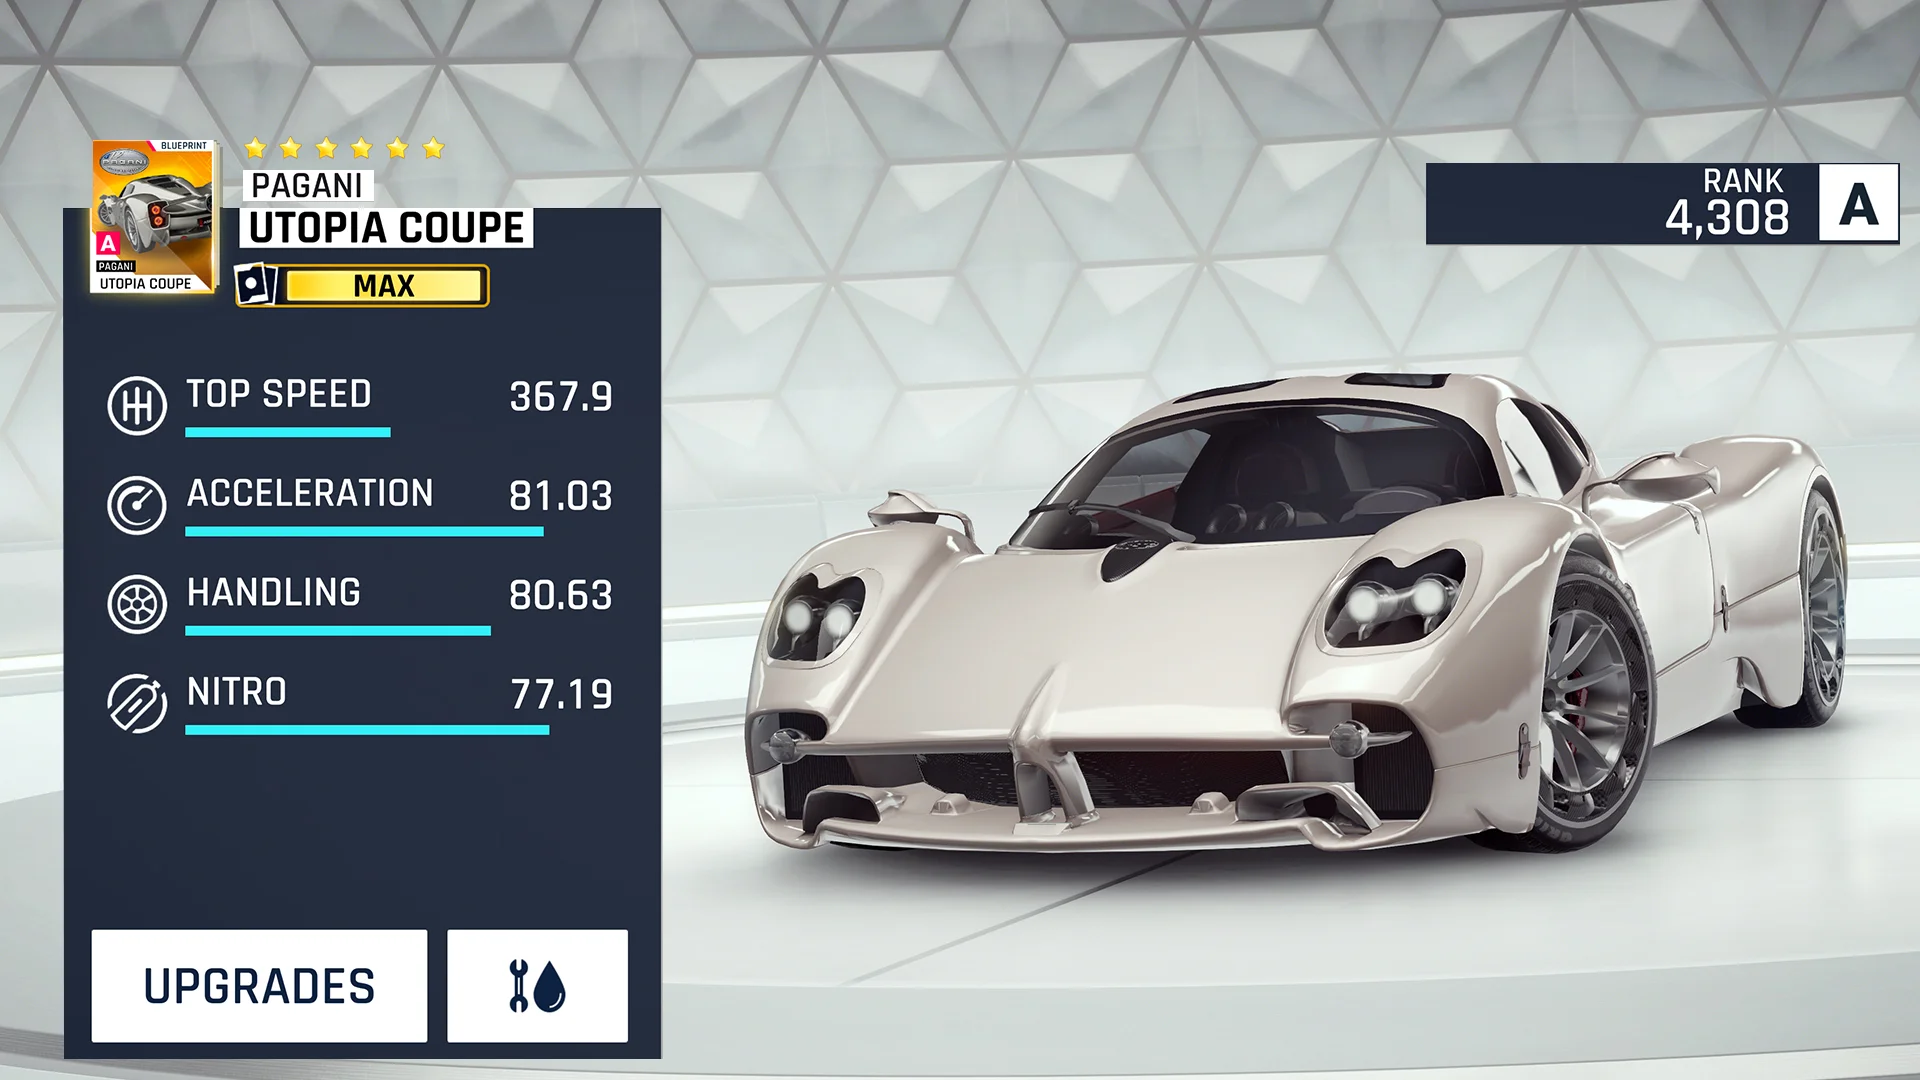 BLUEPRINT
PAGANI
A
PAGANI
UTOPIA COUPE
PAGANI
UTOPIA COUPE
MAX
RANK
4,308
A
TOP SPEED 367.9
ACCELERATION 81.03
HANDLING 80.63
NITRO 77.19
UPGRADES